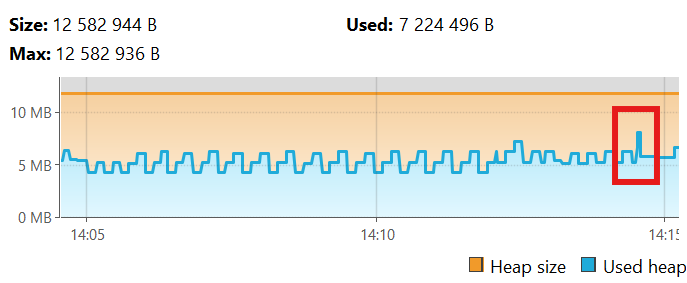 Size: 12 582 944 B Used: 7 224 496 B
Max: 12 582 936 B
10 MB
5 MB
0 MB
14:05 14:10 14:15
Heap size Used heap